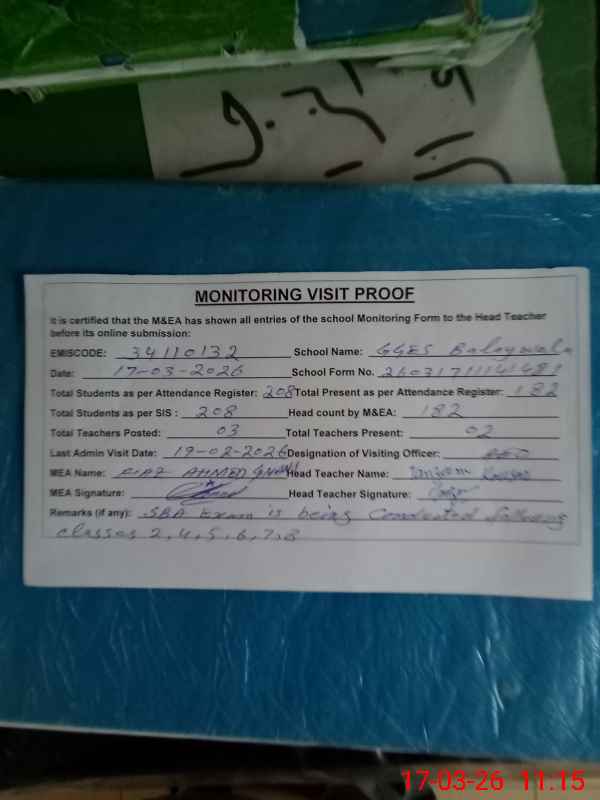 MONITORING VISIT PROOF
It is certified that the M&EA has shown all entries of the school Monitoring Form to the Head Teacher
before its online submission:
EMISCODE: 34110132 School Name: GGES
Date: 17-03-2026 School Form No.
Total Students as per Attendance Register: 208 Total Present as per Attendance Register: 182
Total Students as per SIS : 208 Head count by M&EA: 182
Total Teachers Posted: 03 Total Teachers Present: 02
Last Admin Visit Date: 19-02-2026 Designation of Visiting Officer: AEO
MEA Name: AHMED Head Teacher Name:
MEA Signature: Head Teacher Signature:
Remarks (if any): SBA Exam is being Conducted following
classes 2,4,5,6,7,8
17-03-26 11.15